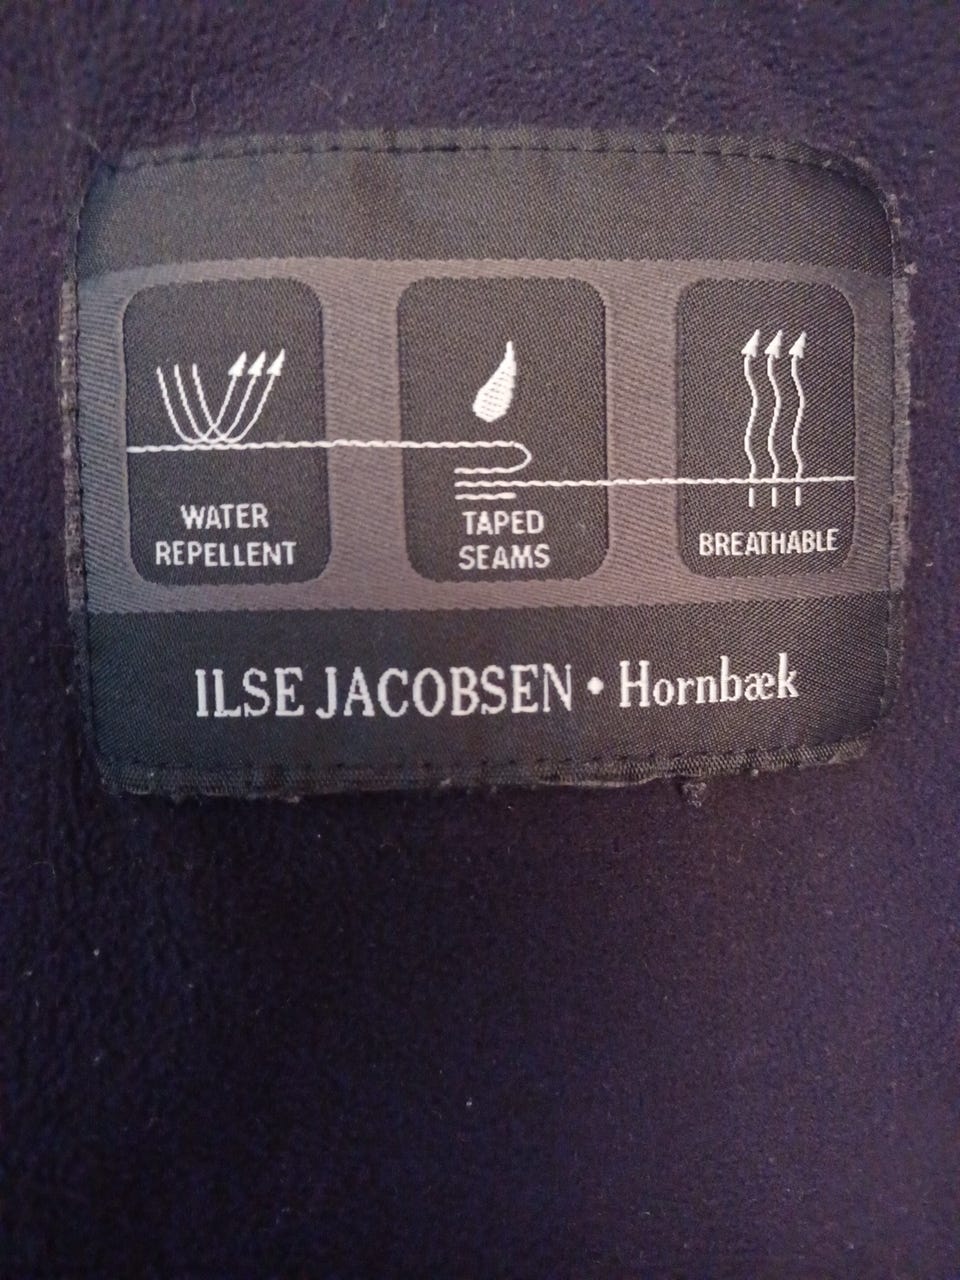 WATER
REPELLENT
TAPED
SEAMS
BREATHABLE
ILSE JACOBSEN • Hornbæk